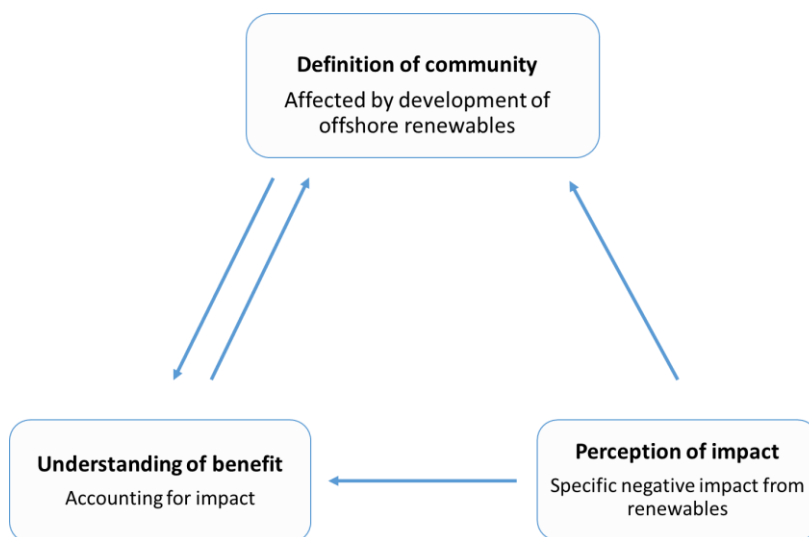 Definition of community
Affected by development of
offshore renewables
Understanding of benefit
Accounting for impact
Perception of impact
Specific negative impact from
renewables